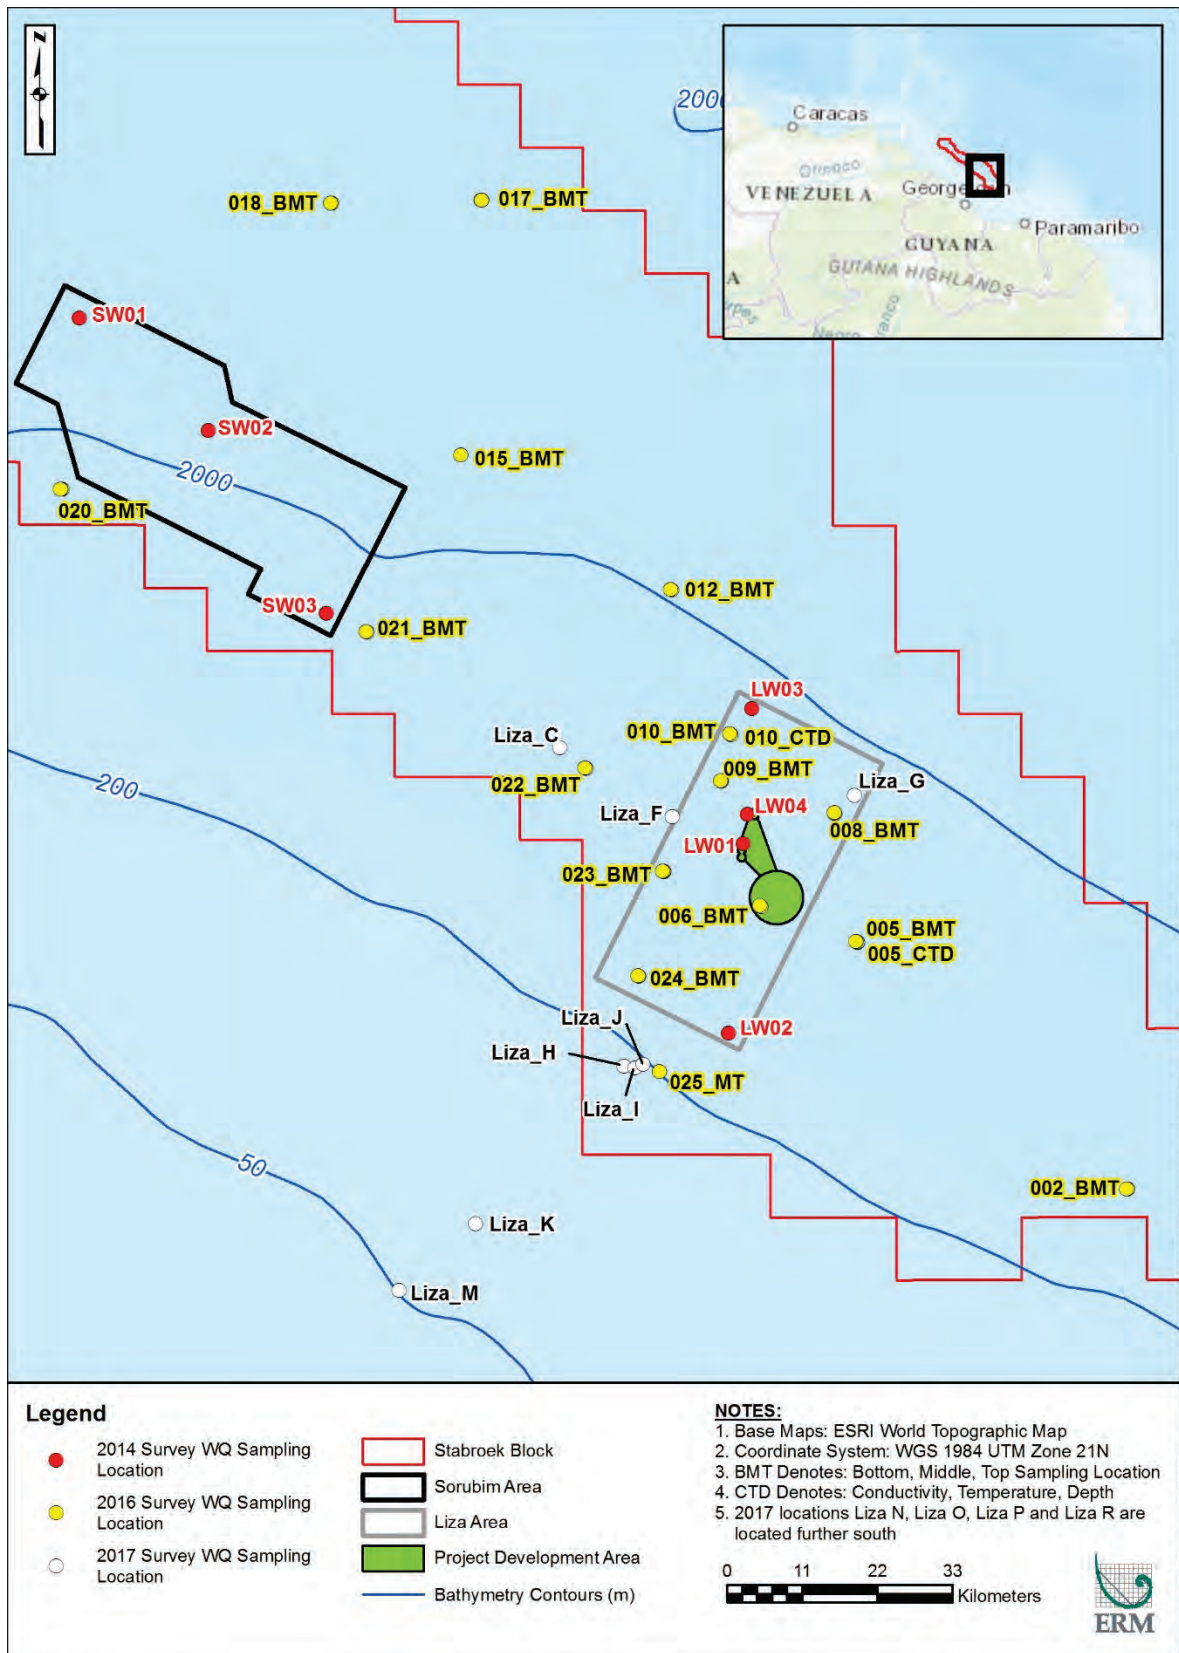 N
2000
Caracas
Orinoco
VENEZUELA
GUYANA
Paramaribo
GUIANA HIGHLANDS
A
018_BMT
017_BMT
SW01
SW02
015_BMT
2000
020_BMT
012_BMT
SW03
021_BMT
LW03
010_BMT
010_CTD
Liza_C
022_BMT
009_BMT
200
Liza_G
Liza_F
LW04
008_BMT
LW01
023_BMT
006_BMT
005_BMT
005_CTD
024_BMT
Liza_J
LW02
Liza_H
025_MT
Liza_I
50
002_BMT
Liza_K
Liza_M
Legend
2014 Survey WQ Sampling
Location
2016 Survey WQ Sampling
Location
2017 Survey WQ Sampling
Location
Stabroek Block
Sorubim Area
Liza Area
Project Development Area
Bathymetry Contours (m)
NOTES:
1. Base Maps: ESRI World Topographic Map
2. Coordinate System: WGS 1984 UTM Zone 21N
3. BMT Denotes: Bottom, Middle, Top Sampling Location
4. CTD Denotes: Conductivity, Temperature, Depth
5. 2017 locations Liza N, Liza O, Liza P and Liza R are
located further south
0 11 22 33
Kilometers
ERM